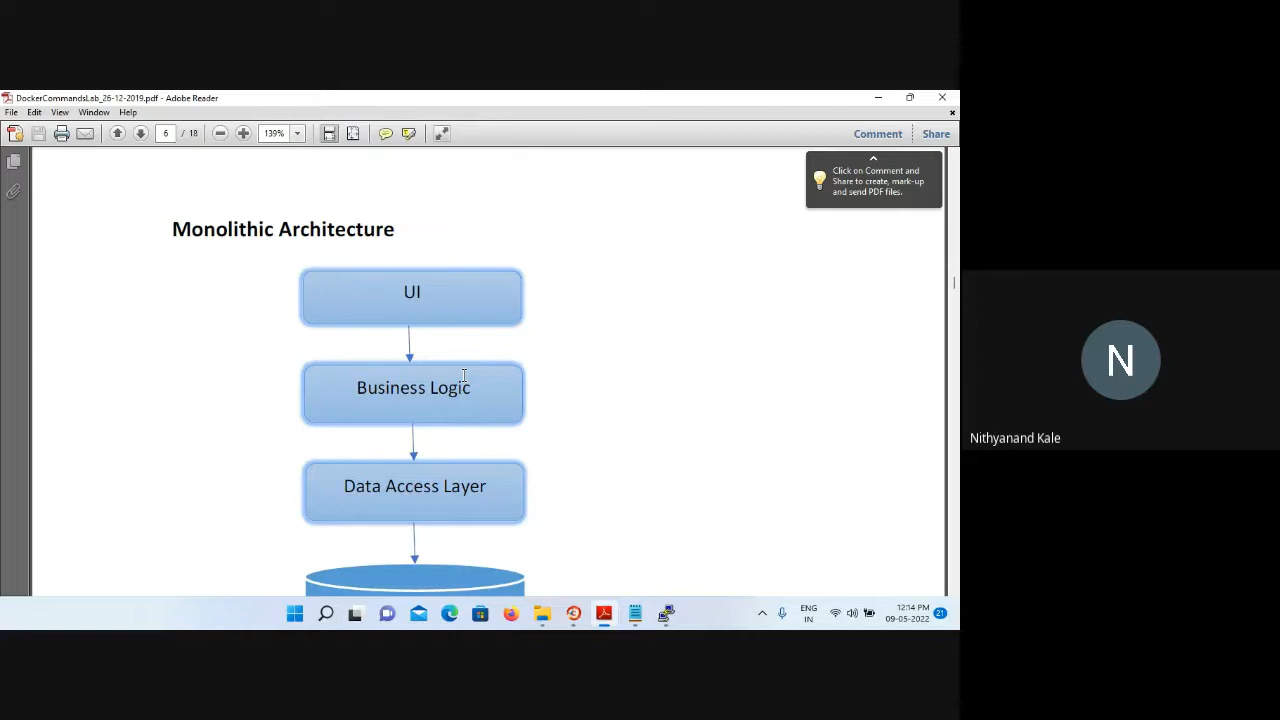 DockerCommandsLab_26-12-2019.pdf - Adobe Reader
File Edit View Window Help
6 / 18 139% Comment Share
Click on Comment and
Share to create, mark-up
and send PDF files.
Monolithic Architecture
UI
Business Logic
Data Access Layer
N
Nithyanand Kale
ENG
IN
12:14 PM
09-05-2022
21